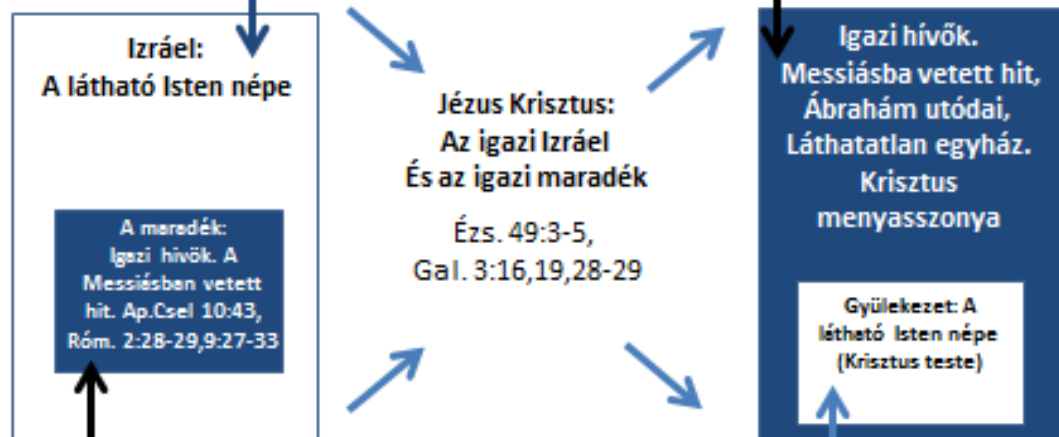 Izráel:
A látható Isten népe
A maradék:
Igazi hívök. A
Messiésban vetett
hit. Ap.Csel 10:43,
Róm. 2:28-29,9:27-33
Jézus Krisztus:
Az igazi Izráel
És az igazi maradék
Ézs. 49:3-5,
Gal. 3:16,19,28-29
Igazi hívők.
Messiásba vetett hit,
Ábrahám utódai,
Láthatatlan egyház.
Krisztus
menyasszonya
Gyülekezet: A
látható Isten népe
(Krisztus teste)